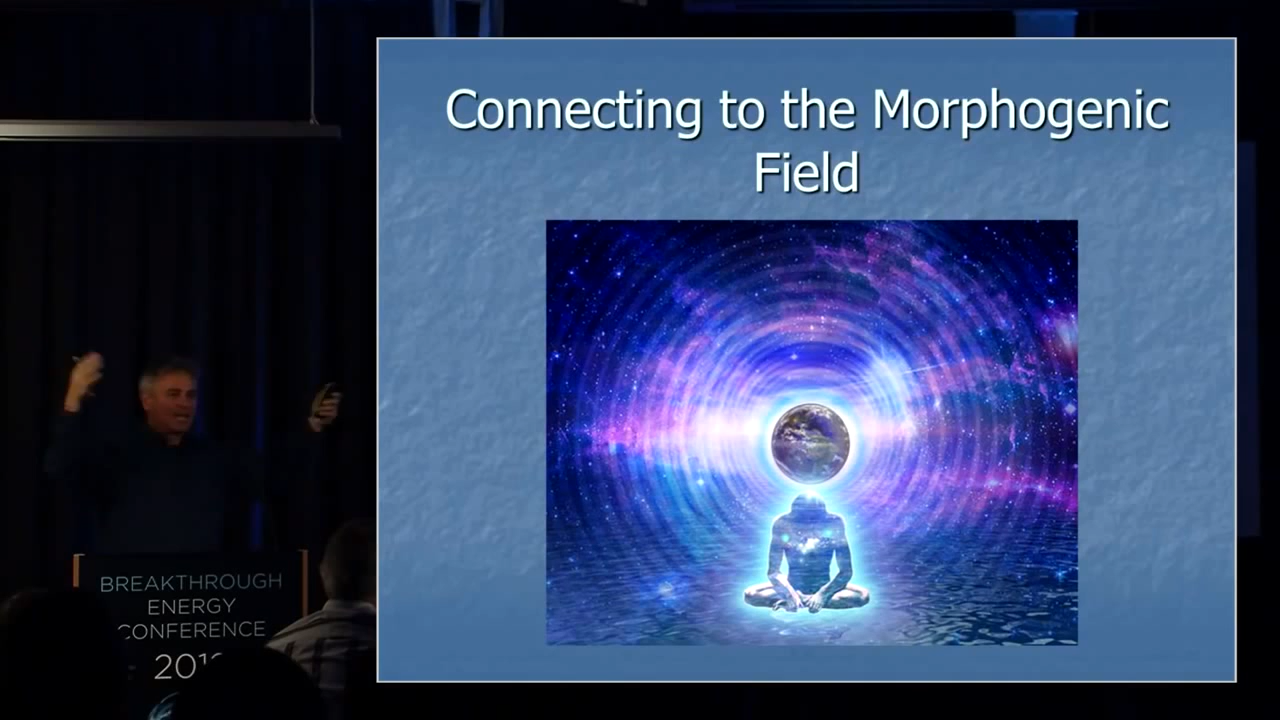 Connecting to the Morphogenic
Field
BREAKTHROUGH
ENERGY
CONFERENCE